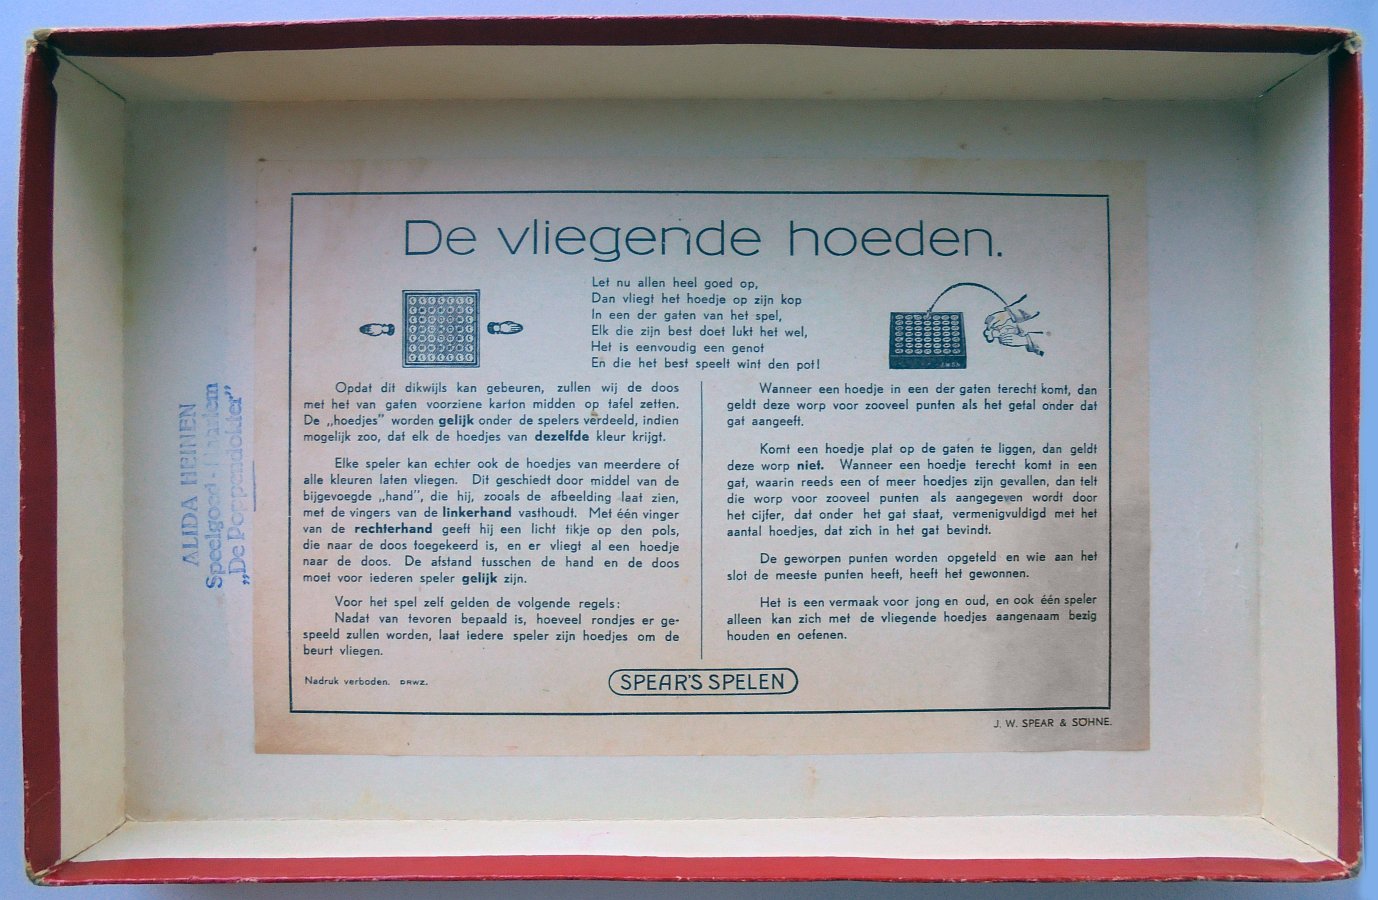 De vliegende hoeden.
Let nu allen heel goed op,
Dan vliegt het hoedje op zijn kop
In een der gaten van het spel,
Elk die zijn best doet lukt het wel,
Het is eenvoudig een genot
En die het best speelt wint den pot!
Opdat dit dikwijls kan gebeuren, zullen wij de doos
met het van gaten voorziene karton midden op tafel zetten.
De „hoedjes” worden gelijk onder de spelers verdeeld, indien
mogelijk zoo, dat elk de hoedjes van dezelfde kleur krijgt.
Elke speler kan echter ook de hoedjes van meerdere of
alle kleuren laten vliegen. Dit geschiedt door middel van de
bijgevoegde „hand”, die hij, zooals de afbeelding laat zien,
met de vingers van de linkerhand vasthoudt. Met één vinger
van de rechterhand geeft hij een licht tikje op den pols,
die naar de doos toegekeerd is, en er vliegt al een hoedje
naar de doos. De afstand tusschen de hand en de doos
moet voor iederen speler gelijk zijn.
Voor het spel zelf gelden de volgende regels:
Nadat van tevoren bepaald is, hoeveel rondjes er ge-
speeld zullen worden, laat iedere speler zijn hoedjes om de
beurt vliegen.
Wanneer een hoedje in een der gaten terecht komt, dan
geldt deze worp voor zooveel punten als het getal onder dat
gat aangeeft.
Komt een hoedje plat op de gaten te liggen, dan geldt
deze worp niet. Wanneer een hoedje terecht komt in een
gat, waarin reeds een of meer hoedjes zijn gevallen, dan telt
die worp voor zooveel punten als aangegeven wordt door
het cijfer, dat onder het gat staat, vermenigvuldigd met het
aantal hoedjes, dat zich in het gat bevindt.
De geworpen punten worden opgeteld en wie aan het
slot de meeste punten heeft, heeft het gewonnen.
Het is een vermaak voor jong en oud, en ook één speler
alleen kan zich met de vliegende hoedjes aangenaam bezig
houden en oefenen.
Nadruk verboden. DRWZ.
SPEAR'S SPELEN
J. W. SPEAR & SÖHNE.
ALIDA HEINEN
Speelgoed - Haarlem
„De Poppendokter”